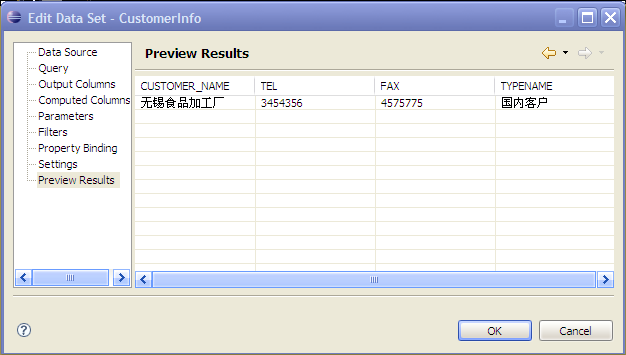 Edit Data Set - CustomerInfo
Data Source
Query
Output Columns
Computed Columns
Parameters
Filters
Property Binding
Settings
Preview Results
Preview Results
CUSTOMER_NAME TEL FAX TYPENAME
无锡食品加工厂 3454356 4575775 国内客户
? OK Cancel